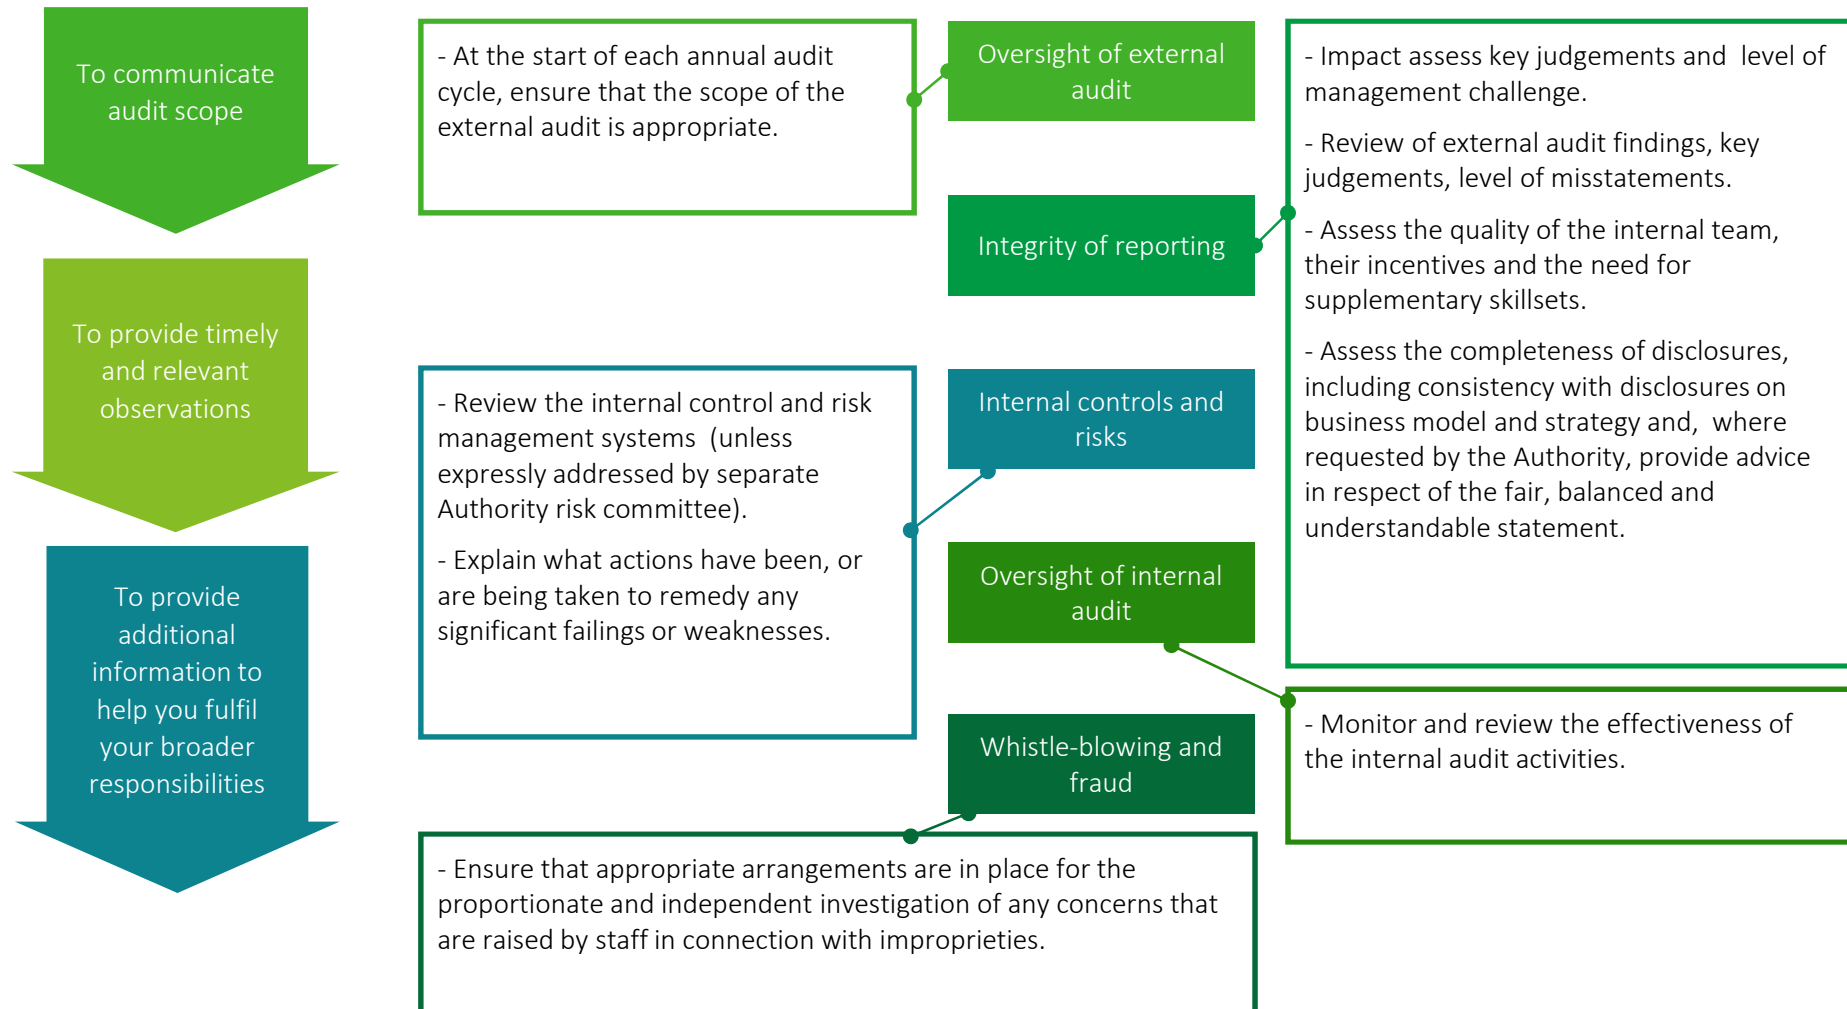 To communicate
audit scope
To provide timely
and relevant
observations
To provide
additional
information to
help you fulfil
your broader
responsibilities
- At the start of each annual audit
cycle, ensure that the scope of the
external audit is appropriate.
Oversight of external
audit
Integrity of reporting
- Impact assess key judgements and  level of
management challenge.
- Review of external audit findings, key
judgements, level of misstatements.
- Assess the quality of the internal team,
their incentives and the need for
supplementary skillsets.
- Assess the completeness of disclosures,
including consistency with disclosures on
business model and strategy and,  where
requested by the Authority, provide advice
in respect of the fair, balanced and
understandable statement.
- Review the internal control and risk
management systems  (unless
expressly addressed by separate
Authority risk committee).
- Explain what actions have been, or
are being taken to remedy any
significant failings or weaknesses.
Internal controls and
risks
Oversight of internal
audit
- Monitor and review the effectiveness of
the internal audit activities.
Whistle-blowing and
fraud
- Ensure that appropriate arrangements are in place for the
proportionate and independent investigation of any concerns that
are raised by staff in connection with improprieties.